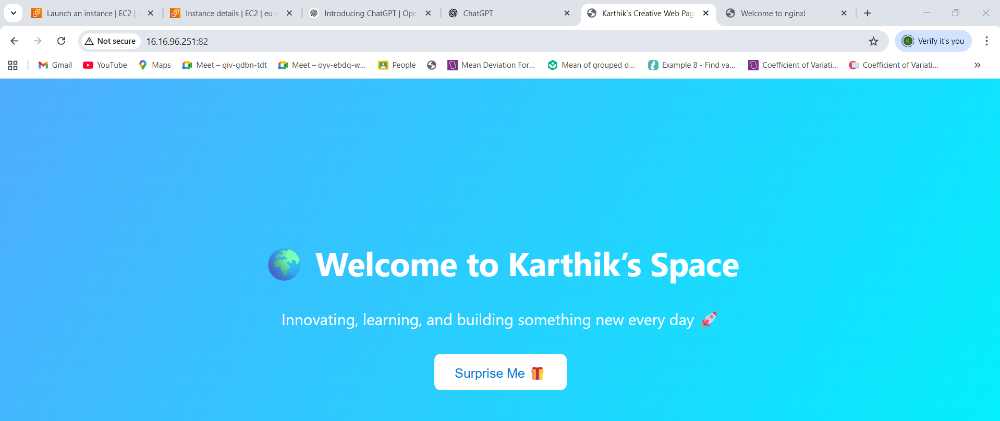 Launch an instance | EC2 |
Instance details | EC2 | eu-n
Introducing ChatGPT | Ope
ChatGPT
Karthik’s Creative Web Pag
Welcome to nginx!
Not secure
16.16.96.251:82
Verify it's you
K
Gmail
YouTube
Maps
Meet – giv-gdbn-tdt
Meet – oyv-ebdq-w...
People
Mean Deviation For...
Mean of grouped d...
Example 8 - Find va...
Coefficient of Variati...
Coefficient of Variati...
Welcome to Karthik’s Space
Innovating, learning, and building something new every day 🚀
Surprise Me 🎁